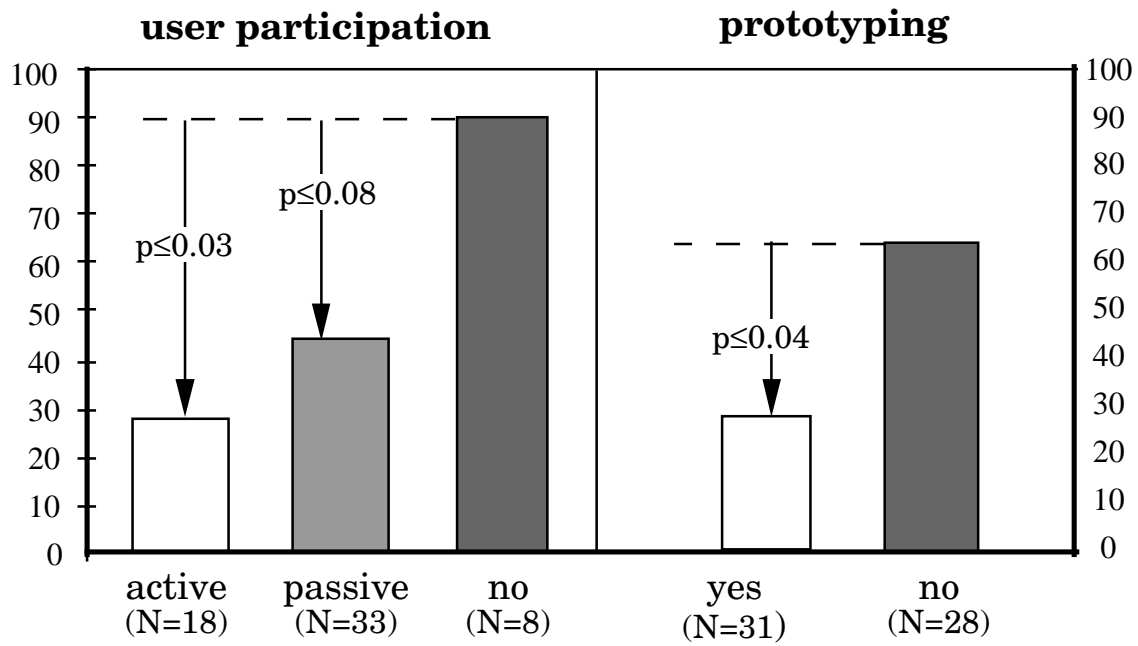 user participation
prototyping
100
90
80
70
60
50
40
30
20
10
0
p≤0.03
p≤0.08
p≤0.04
100
90
80
70
60
50
40
30
20
10
0
active
(N=18)
passive
(N=33)
no
(N=8)
yes
(N=31)
no
(N=28)